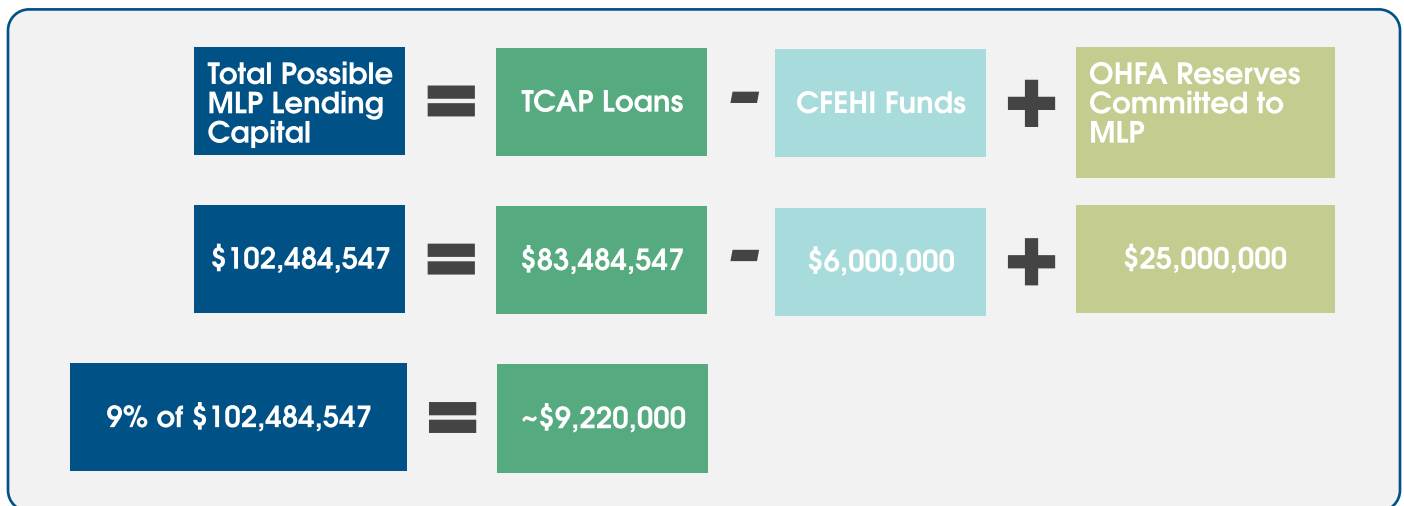 Total Possible
MLP Lending
Capital
=
TCAP Loans
-
CFEHI Funds
+
OHFA Reserves
Committed to
MLP
$102,484,547
=
$83,484,547
-
$6,000,000
+
$25,000,000
9% of $102,484,547
=
~$9,220,000